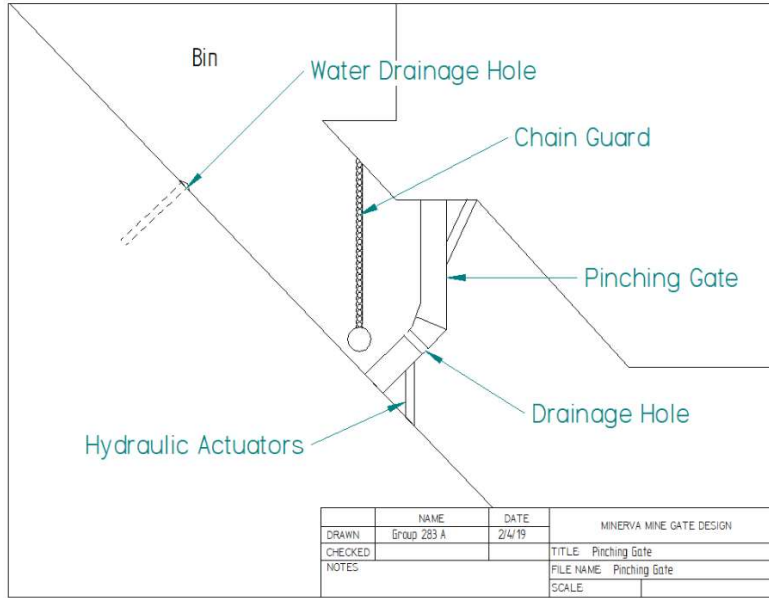 Bin
Water Drainage Hole
Chain Guard
Pinching Gate
Drainage Hole
Hydraulic Actuators
NAME DATE
DRAWN Group 283 A 2/4/19
CHECKED
NOTES
MINERVA MINE GATE DESIGN
TITLE Pinching Gate
FILE NAME Pinching Gate
SCALE